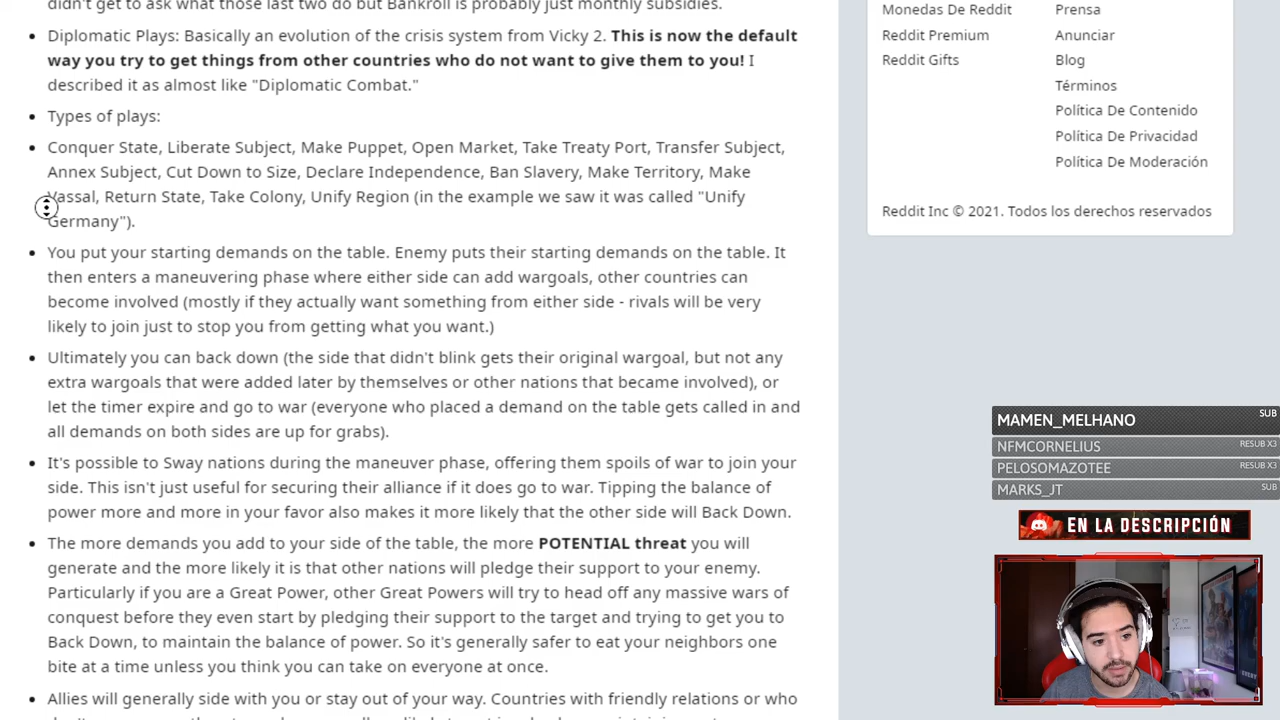 didn't get to ask what those last two do but Bankroll is probably just monthly subsidies.
Diplomatic Plays: Basically an evolution of the crisis system from Vicky 2. This is now the default
way you try to get things from other countries who do not want to give them to you! I
described it as almost like "Diplomatic Combat."
Types of plays:
Conquer State, Liberate Subject, Make Puppet, Open Market, Take Treaty Port, Transfer Subject,
Annex Subject, Cut Down to Size, Declare Independence, Ban Slavery, Make Territory, Make
Vassal, Return State, Take Colony, Unify Region (in the example we saw it was called "Unify
Germany").
You put your starting demands on the table. Enemy puts their starting demands on the table. It
then enters a maneuvering phase where either side can add wargoals, other countries can
become involved (mostly if they actually want something from either side - rivals will be very
likely to join just to stop you from getting what you want.)
Ultimately you can back down (the side that didn't blink gets their original wargoal, but not any
extra wargoals that were added later by themselves or other nations that became involved), or
let the timer expire and go to war (everyone who placed a demand on the table gets called in and
all demands on both sides are up for grabs).
It's possible to Sway nations during the maneuver phase, offering them spoils of war to join your
side. This isn't just useful for securing their alliance if it does go to war. Tipping the balance of
power more and more in your favor also makes it more likely that the other side will Back Down.
The more demands you add to your side of the table, the more POTENTIAL threat you will
generate and the more likely it is that other nations will pledge their support to your enemy.
Particularly if you are a Great Power, other Great Powers will try to head off any massive wars of
conquest before they even start by pledging their support to the target and trying to get you to
Back Down, to maintain the balance of power. So it's generally safer to eat your neighbors one
bite at a time unless you think you can take on everyone at once.
Allies will generally side with you or stay out of your way. Countries with friendly relations or who
Monedas De Reddit
Reddit Premium
Reddit Gifts
Prensa
Anunciar
Blog
Términos
Política De Contenido
Política De Privacidad
Política De Moderación
Reddit Inc © 2021. Todos los derechos reservados
MAMEN_MELHANO SUB
NFMCORNELIUS RESUB X3
PELOSOMAZOTEE RESUB X3
MARKS_JT SUB
EN LA DESCRIPCIÓN